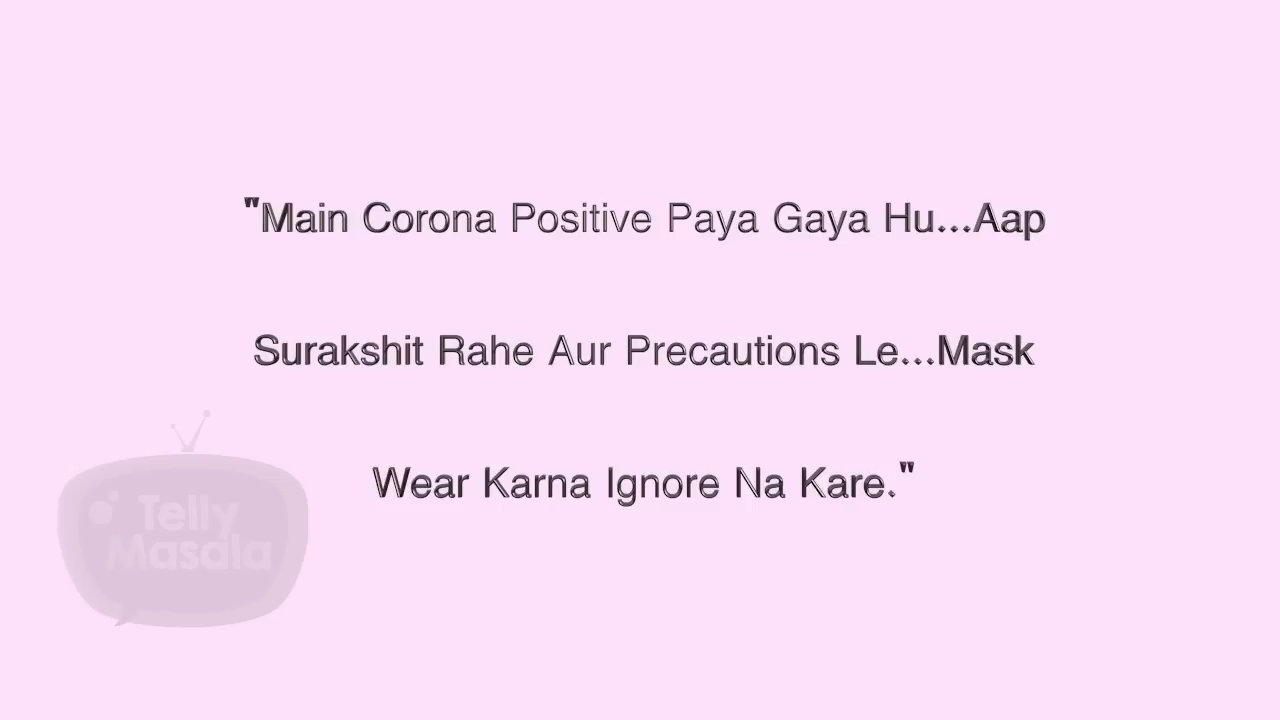 "Main Corona Positive Paya Gaya Hu...Aap
Surakshit Rahe Aur Precautions Le...Mask
Wear Karna Ignore Na Kare."
Telly
Masala